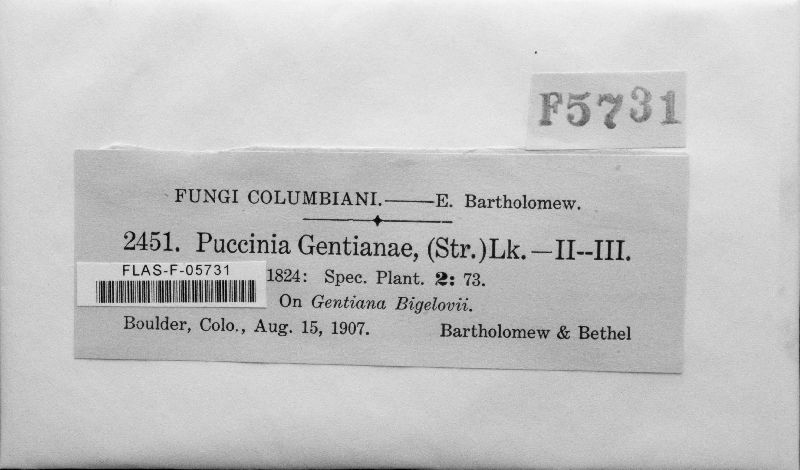 F5731
FUNGI COLUMBIANI.——E. Bartholomew.
2451. Puccinia Gentianae, (Str.)Lk.—II--III.
FLAS-F-05731
1824: Spec. Plant. 2: 73.
On Gentiana Bigelovii.
Boulder, Colo., Aug. 15, 1907. Bartholomew & Bethel